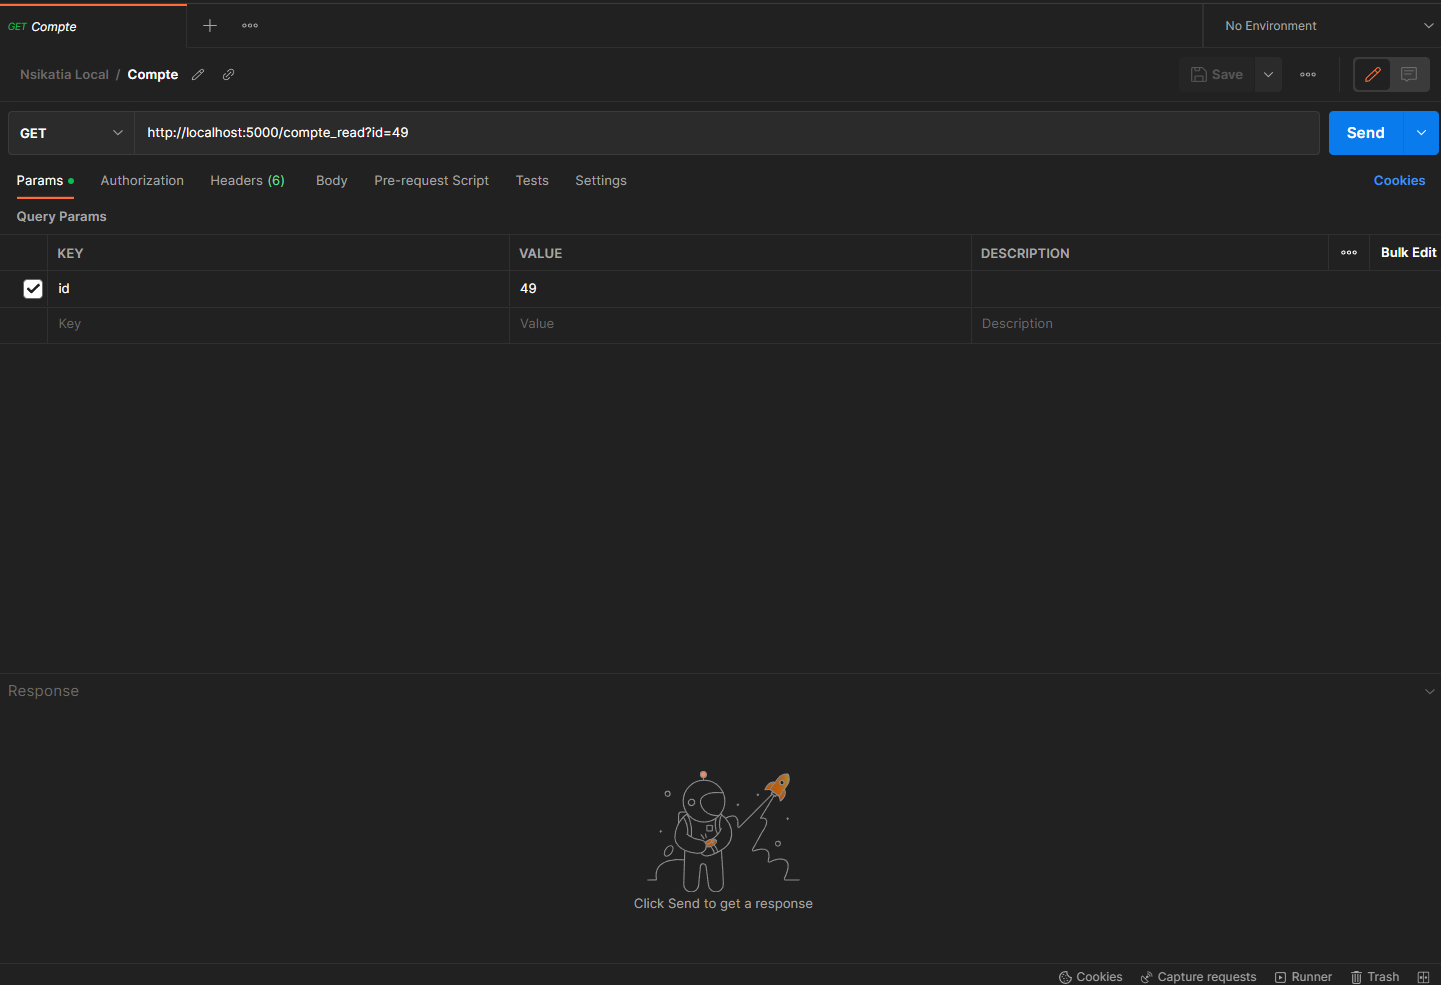 GET Compte
No Environment
Nsikatia Local / Compte
Save
GET
http://localhost:5000/compte_read?id=49
Send
Params
Authorization
Headers (6)
Body
Pre-request Script
Tests
Settings
Cookies
Query Params
KEY
VALUE
DESCRIPTION
Bulk Edit
id
49
Key
Value
Description
Response
Click Send to get a response
Cookies
Capture requests
Runner
Trash